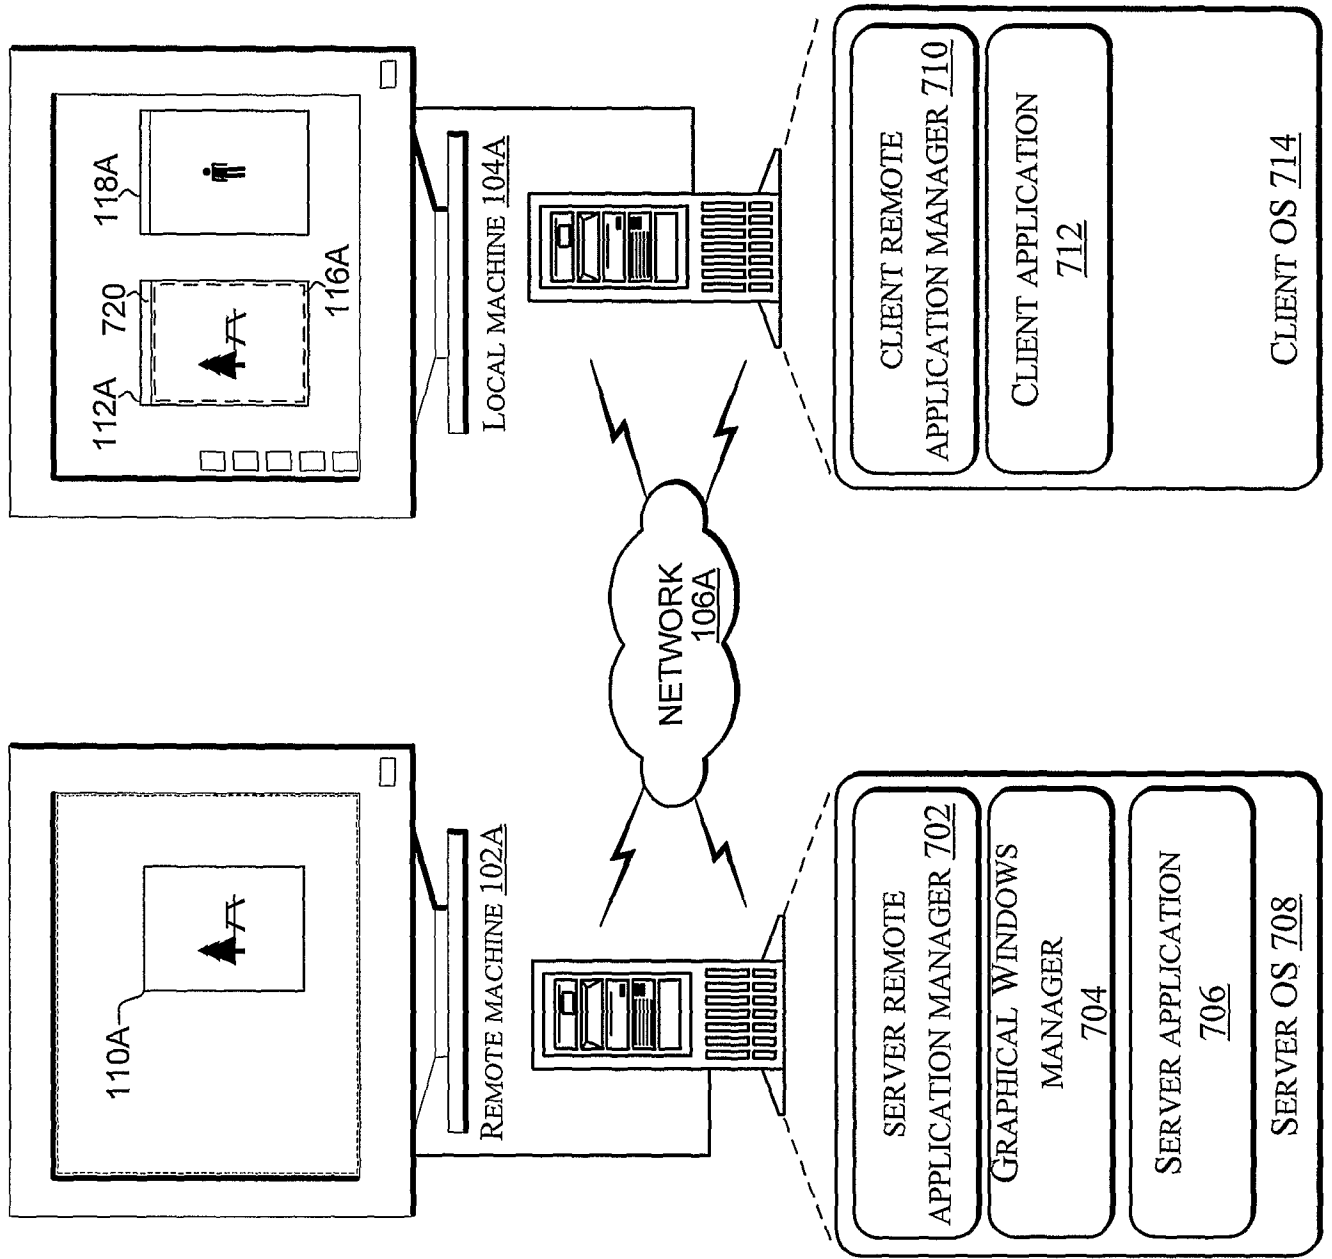 110A
REMOTE MACHINE 102A
SERVER REMOTE
APPLICATION MANAGER 702
GRAPHICAL WINDOWS
MANAGER
704
SERVER APPLICATION
706
SERVER OS 708
NETWORK
106A
112A
720
116A
118A
LOCAL MACHINE 104A
CLIENT REMOTE
APPLICATION MANAGER 710
CLIENT APPLICATION
712
CLIENT OS 714